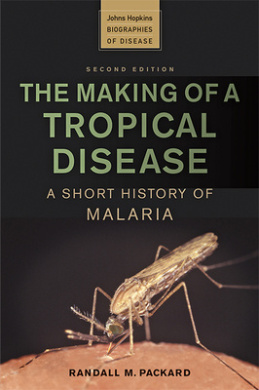 Johns Hopkins
BIOGRAPHIES
OF DISEASE
SECOND EDITION
THE MAKING OF A
TROPICAL
DISEASE
A SHORT HISTORY OF
MALARIA
RANDALL M. PACKARD